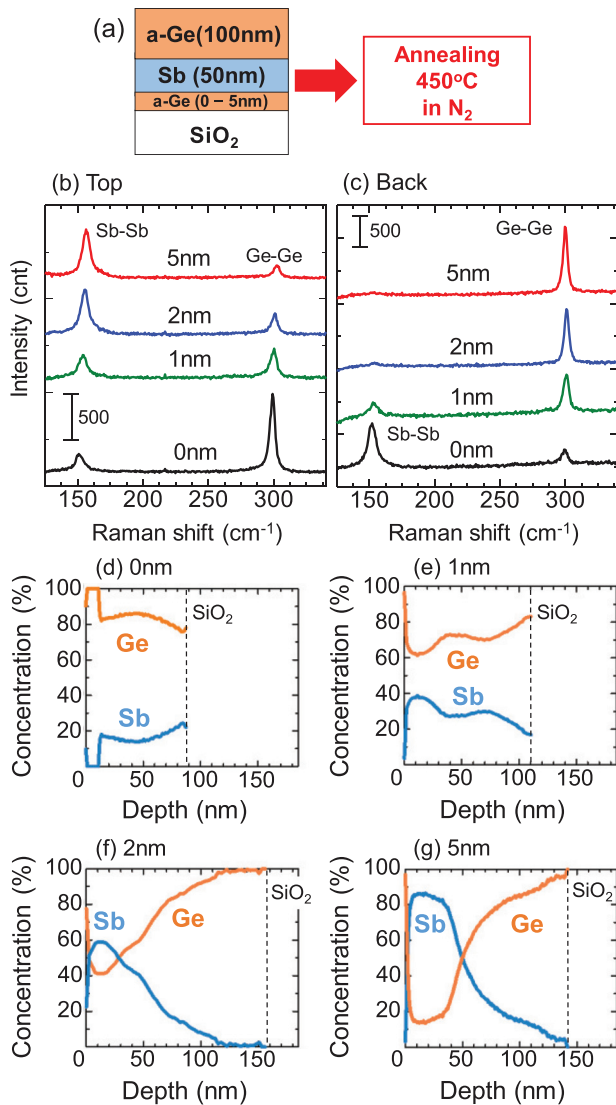 (a)
a-Ge(100nm)
Sb (50nm)
a-Ge (0 – 5nm)
SiO₂
Annealing
450°C
in N₂
(b) Top
Intensity (cnt)
Sb-Sb
Ge-Ge
5nm
2nm
1nm
500
0nm
150 200 250 300
Raman shift (cm⁻¹)
(c) Back
500
Ge-Ge
5nm
2nm
1nm
Sb-Sb
0nm
150 200 250 300
Raman shift (cm⁻¹)
(d) 0nm
Concentration (%)
100
80
60
40
20
SiO₂
Ge
Sb
0 50 100 150
Depth (nm)
(e) 1nm
Concentration (%)
100
80
60
40
20
SiO₂
Ge
Sb
0 50 100 150
Depth (nm)
(f) 2nm
Concentration (%)
100
80
60
40
20
Sb
Ge
SiO₂
0 50 100 150
Depth (nm)
(g) 5nm
Concentration (%)
100
80
60
40
20
Sb
Ge
SiO₂
0 50 100 150
Depth (nm)